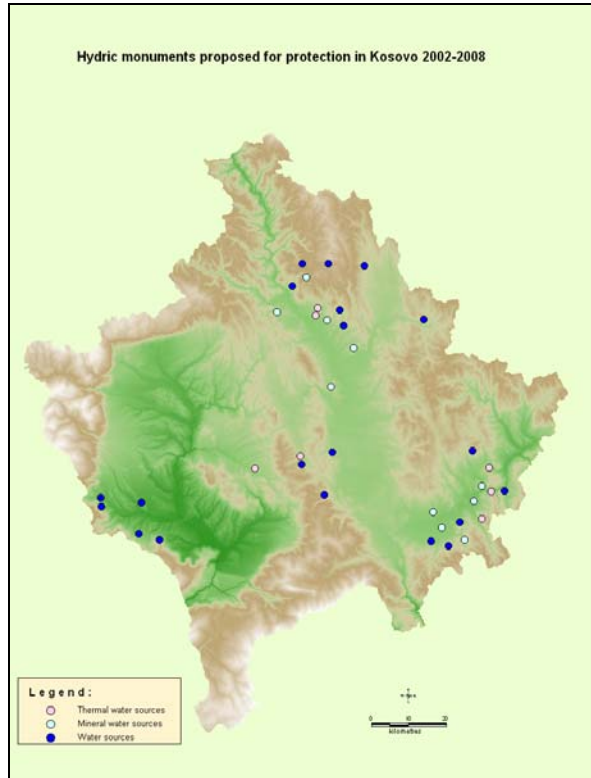 Hydric monuments proposed for protection in Kosovo 2002-2008
Legend:
Thermal water sources
Mineral water sources
Water sources
0 10 20
kilometres